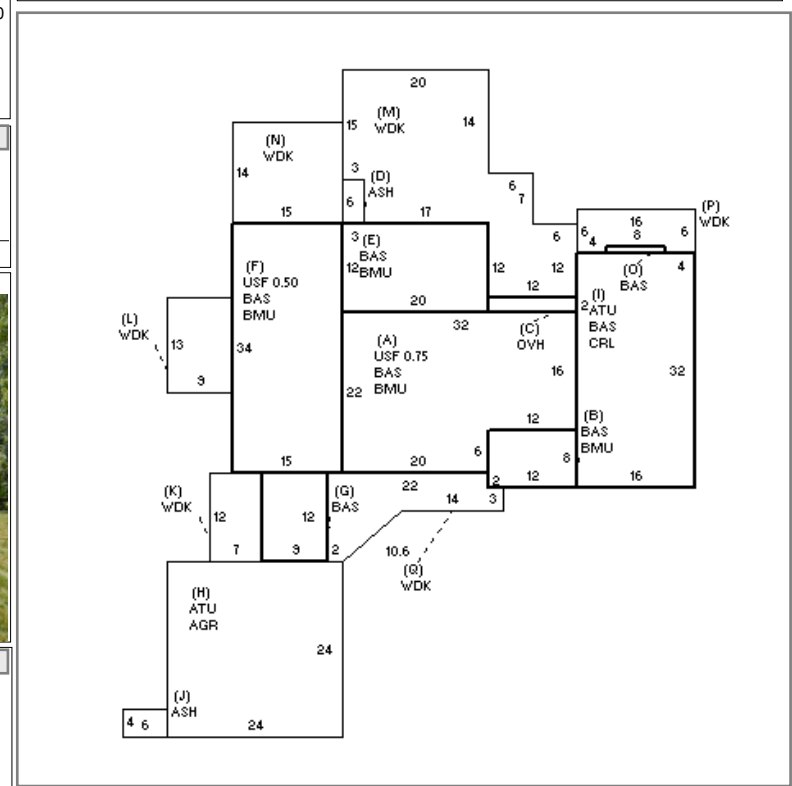 20
(M)
15
WDK
14
(N)
WDK
14
3
(D)
ASH
6
6
7
15
17
(P)
WDK
16
6
8
6
6
4
3
(E)
BAS
BMU
12
20
12
12
12
(O)
BAS
4
(F)
USF 0.50
BAS
BMU
34
2
(I)
ATU
BAS
CRL
32
(C)
OVH
(L)
WDK
13
9
32
(A)
USF 0.75
BAS
BMU
22
16
12
(B)
BAS
BMU
6
8
15
20
12
16
2
(K)
WDK
12
7
12
9
(G)
BAS
2
22
14
3
10.6
(Q)
WDK
(H)
ATU
AGR
24
(J)
ASH
4
6
24